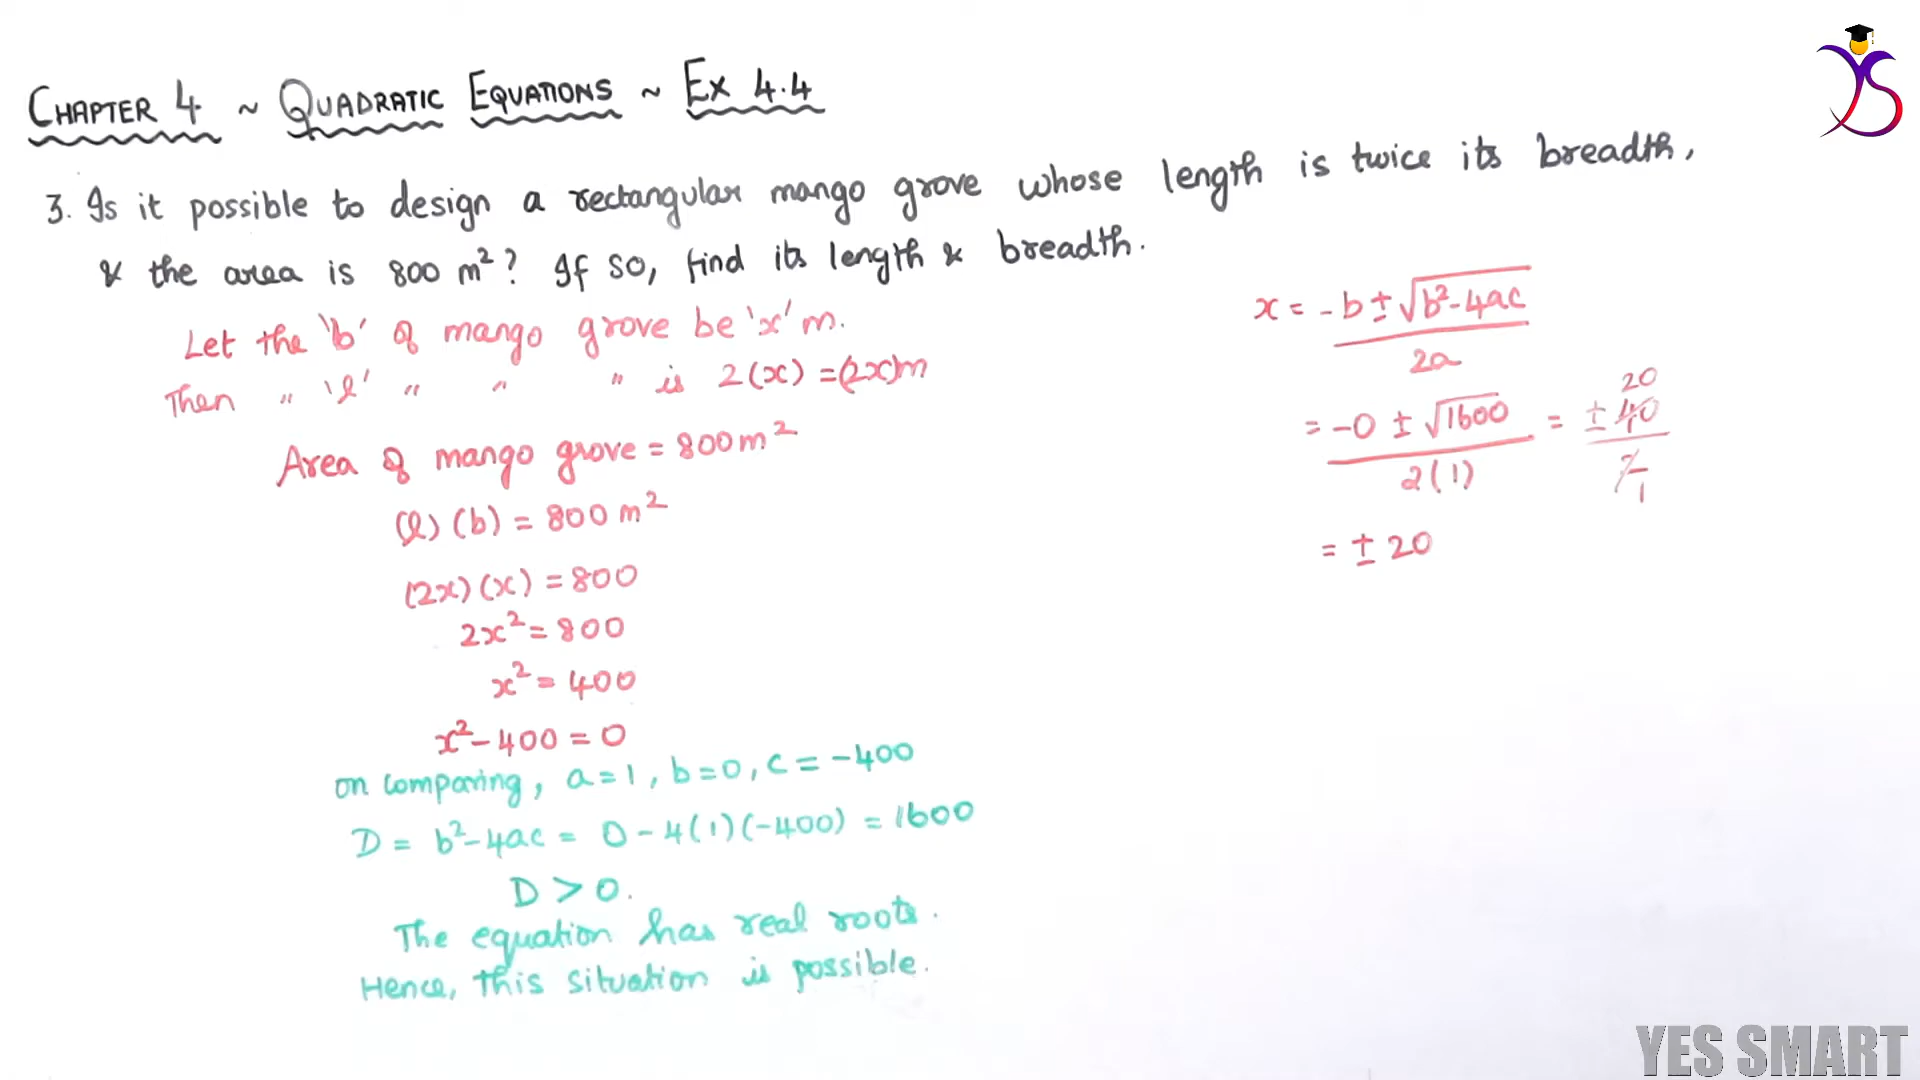 CHAPTER 4 ~ QUADRATIC EQUATIONS ~ EX 4.4
3. Is it possible to design a rectangular mango grove whose length is twice its breadth,
& the area is 800 m²? If so, find its length & breadth.
Let the 'b' of mango grove be 'x' m.
Then " 'l' " " " is 2(x) = (2x)m
Area of mango grove = 800 m²
(l) (b) = 800 m²
(2x) (x) = 800
2x² = 800
x² = 400
x² - 400 = 0
on comparing, a = 1, b = 0, c = -400
D = b² - 4ac = 0 - 4(1)(-400) = 1600
D > 0.
The equation has real roots.
Hence, this situation is possible.
x = -b ± √b² - 4ac
2a
20
= -0 ± √1600 = ± 40
2(1) 2
1
= ± 20
YS
YES SMART